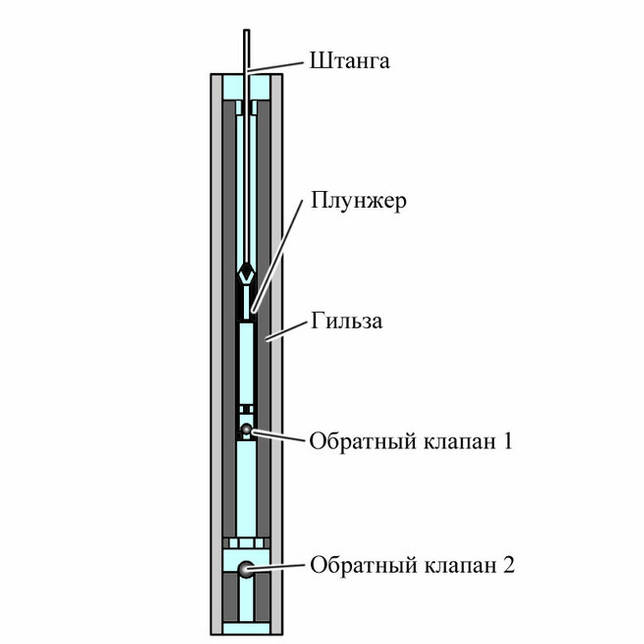 Штанга
Плунжер
Гильза
Обратный клапан 1
Обратный клапан 2